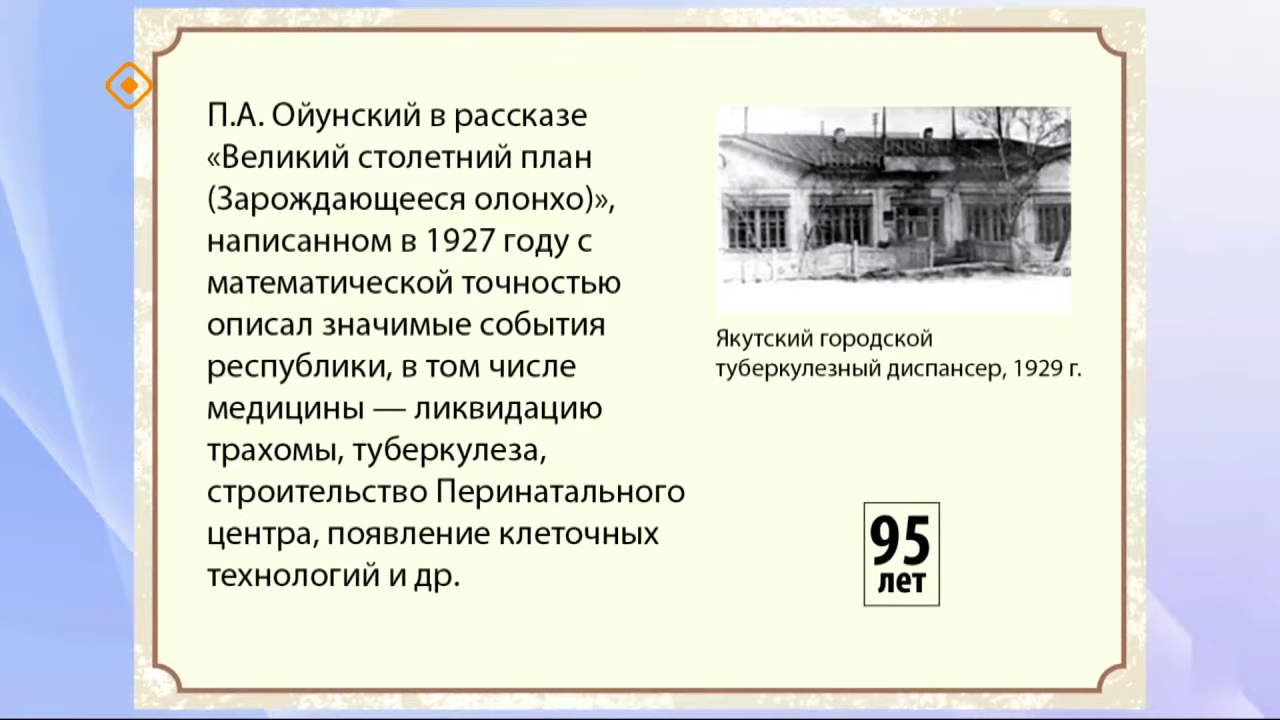 П.А. Ойунский в рассказе
«Великий столетний план
(Зарождающееся олонхо)»,
написанном в 1927 году с
математической точностью
описал значимые события
республики, в том числе
медицины — ликвидацию
трахомы, туберкулеза,
строительство Перинатального
центра, появление клеточных
технологий и др.
Якутский городской
туберкулезный диспансер, 1929 г.
95
лет